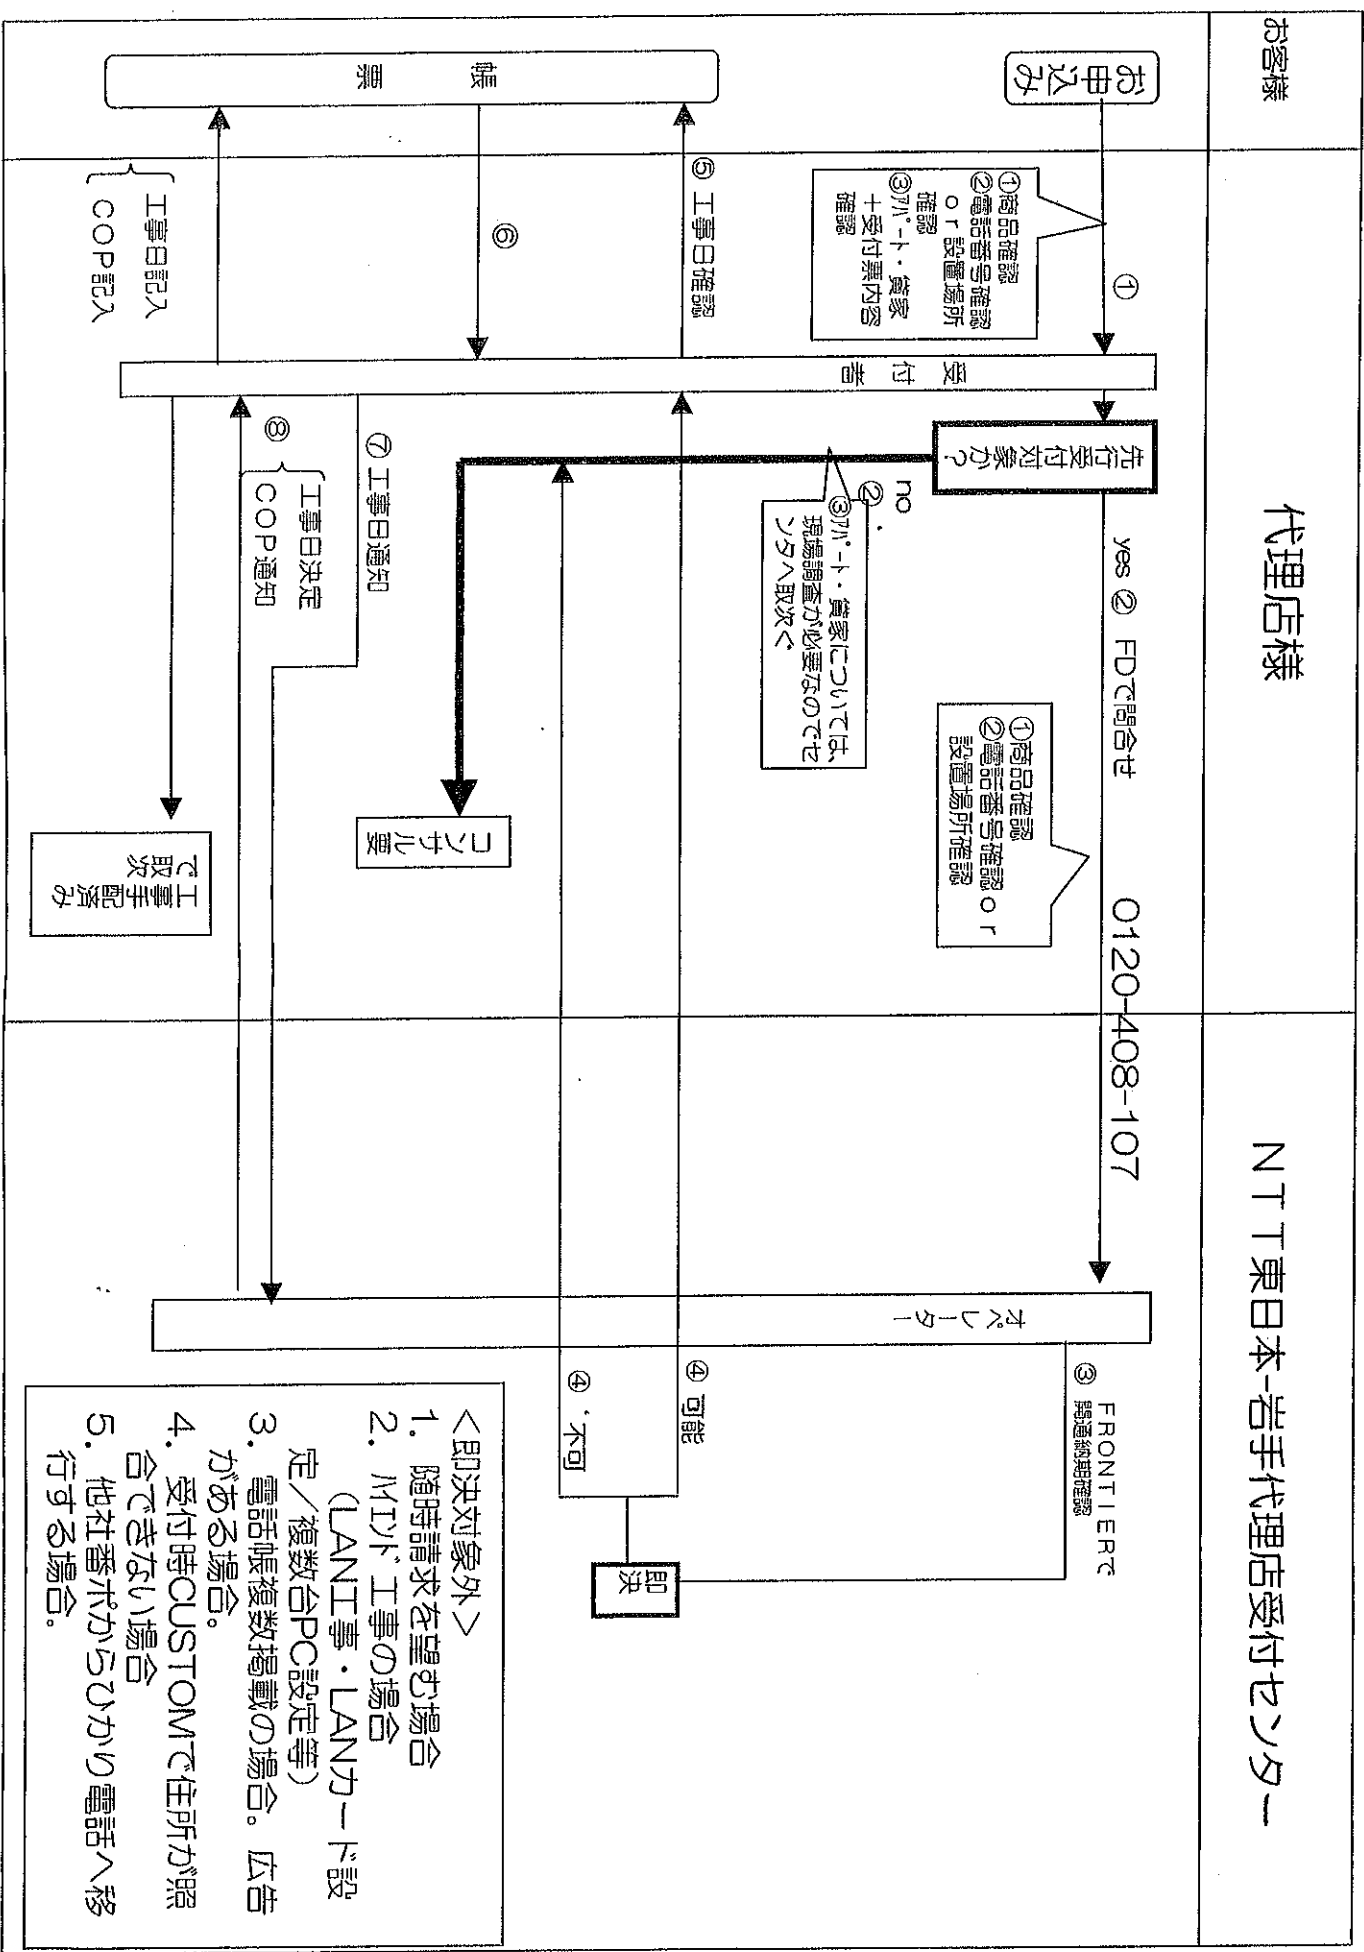 お客様
代理店様
ＮＴＴ東日本-岩手代理店受付センター
お申込み
①
①商品確認
②電話番号確認
ｏｒ設置場所
確認
③ｱﾊﾟｰﾄ・貸家
＋受付票内容
確認
受付者
先行受付対象か？
yes ② FDで問合せ
0120-408-107
①商品確認
②電話番号確認ｏｒ
設置場所確認
no
②'
③ｱﾊﾟｰﾄ・貸家については、
現場調査が必要なのでセ
ンタへ取次ぐ
コンサル要
オペレーター
③ ＦＲＯＮＴＩＥＲで
開通納期確認
即決
④ 可能
④' 不可
帳票
⑤ 工事日確認
⑥
⑦ 工事日通知
⑧
工事日決定
ＣＯＰ通知
工事日記入
ＣＯＰ記入
工事手配済み
で取次
＜即決対象外＞
1. 随時請求を望む場合
2. ﾊｲｴﾝﾄﾞ工事の場合
（LAN工事・LANカード設
定／複数台PC設定等）
3. 電話帳複数掲載の場合。広告
がある場合。
4. 受付時CUSTOMで住所が照
合できない場合
5. 他社番ポからひかり電話へ移
行する場合。